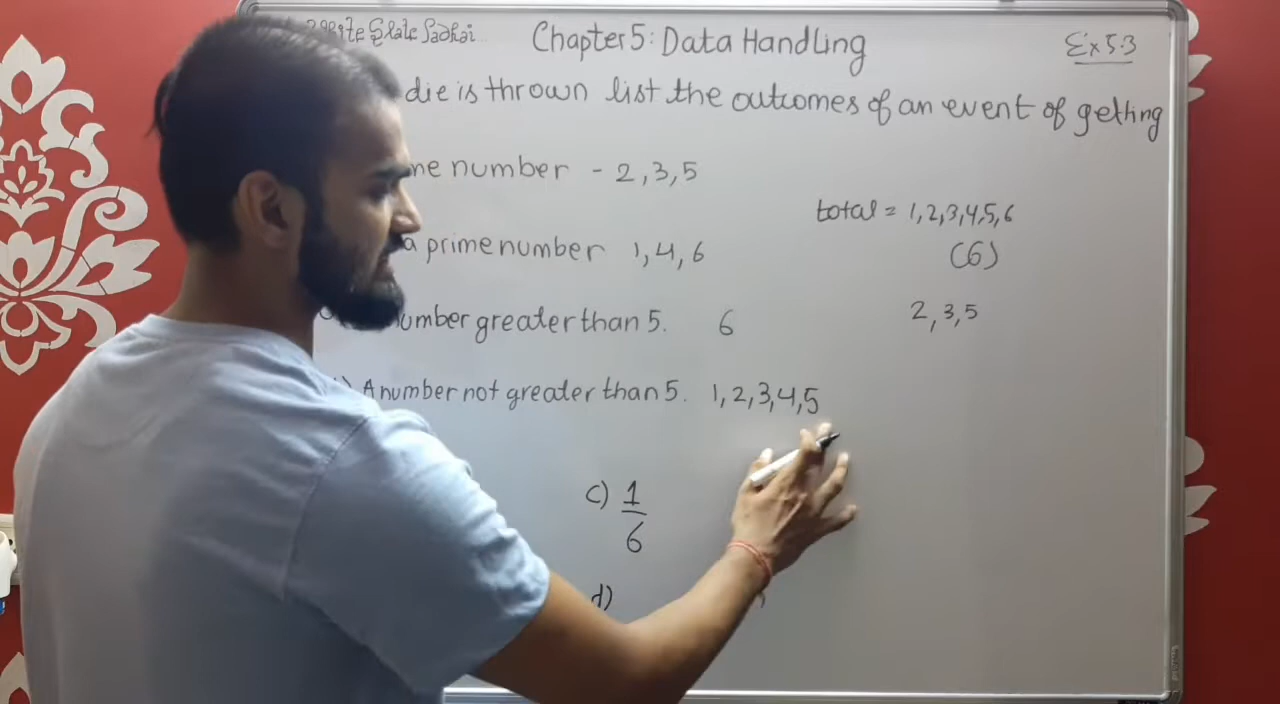 Chapter 5: Data Handling
Ex 5.3
die is thrown list the outcomes of an event of getting
me number - 2,3,5
total = 1,2,3,4,5,6
(6)
a prime number 1,4,6
umber greater than 5. 6
2,3,5
A number not greater than 5. 1,2,3,4,5
c) 1
6
d)